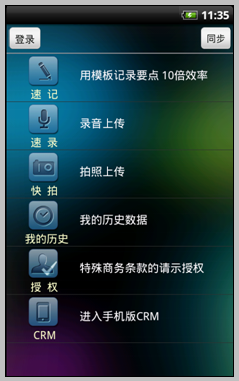 11:35
登录
同步
用模板记录要点 10倍效率
速 记
录音上传
速 录
拍照上传
快 拍
我的历史数据
我的历史
特殊商务条款的请示授权
授 权
进入手机版CRM
CRM